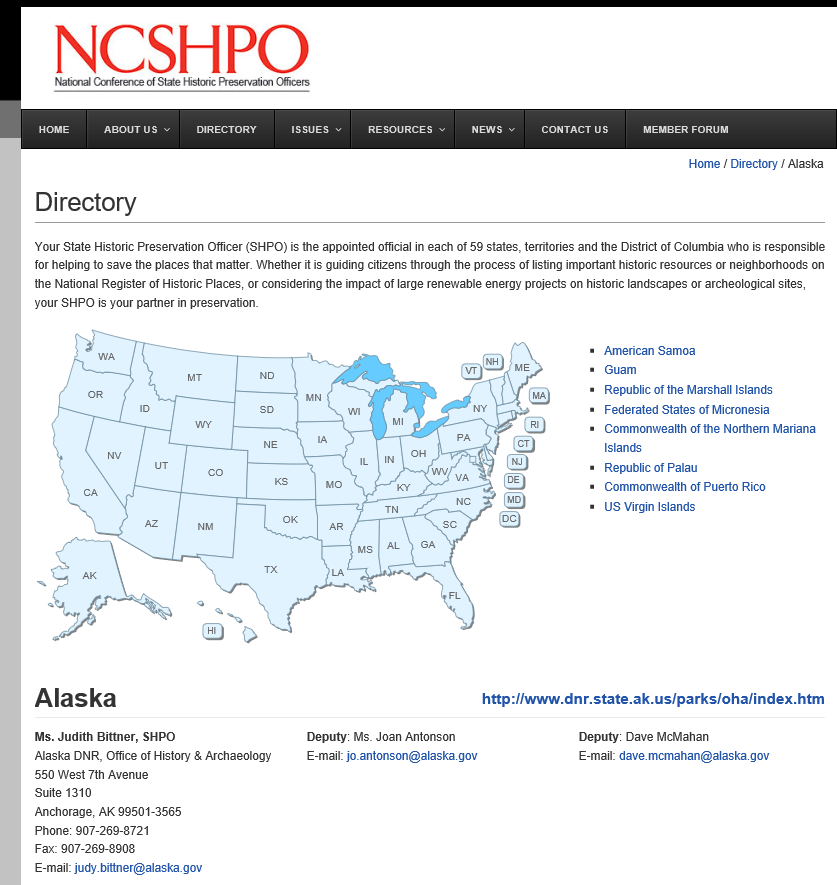 NCSHPO
National Conference of State Historic Preservation Officers
HOME ABOUT US DIRECTORY ISSUES RESOURCES NEWS CONTACT US MEMBER FORUM
Home / Directory / Alaska
Directory
Your State Historic Preservation Officer (SHPO) is the appointed official in each of 59 states, territories and the District of Columbia who is responsible
for helping to save the places that matter. Whether it is guiding citizens through the process of listing important historic resources or neighborhoods on
the National Register of Historic Places, or considering the impact of large renewable energy projects on historic landscapes or archeological sites,
your SHPO is your partner in preservation.
WA
MT
ND
MN
VT
NH
ME
OR
ID
SD
WI
MI
NY
MA
WY
RI
NV
UT
NE
IA
PA
CT
CO
IL
IN
OH
NJ
CA
KS
MO
WV
VA
DE
KY
MD
AZ
NM
OK
AR
TN
NC
DC
SC
MS
AL
GA
TX
LA
AK
FL
HI
American Samoa
Guam
Republic of the Marshall Islands
Federated States of Micronesia
Commonwealth of the Northern Mariana
Islands
Republic of Palau
Commonwealth of Puerto Rico
US Virgin Islands
Alaska
http://www.dnr.state.ak.us/parks/oha/index.htm
Ms. Judith Bittner, SHPO
Alaska DNR, Office of History & Archaeology
550 West 7th Avenue
Suite 1310
Anchorage, AK 99501-3565
Phone: 907-269-8721
Fax: 907-269-8908
E-mail: judy.bittner@alaska.gov
Deputy: Ms. Joan Antonson
E-mail: jo.antonson@alaska.gov
Deputy: Dave McMahan
E-mail: dave.mcmahan@alaska.gov